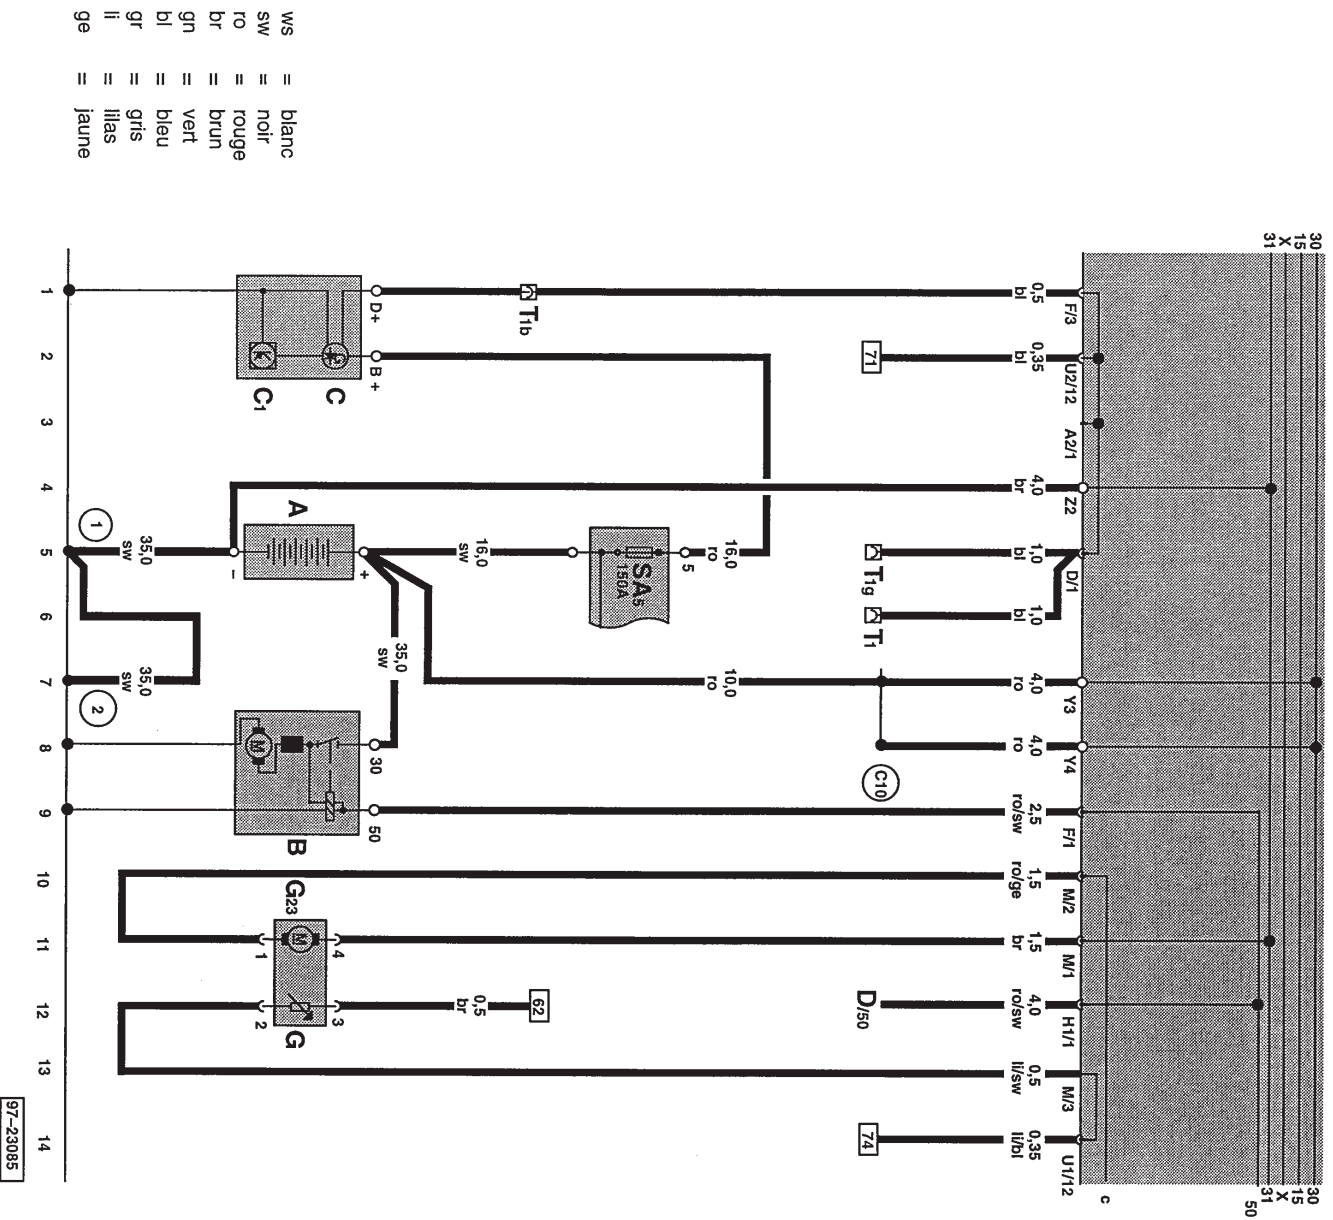 30
15
X
31
30
15
X
31
50
c
F/3
U2/12
A2/1
Z2
D/1
Y3
Y4
F/1
M/2
M/1
H1/1
M/3
U1/12
0,5
bl
0,35
bl
4,0
br
1,0
bl
1,0
bl
4,0
ro
4,0
ro
2,5
ro/sw
1,5
ro/ge
1,5
br
4,0
ro/sw
0,5
li/sw
0,35
li/bl
71
T1g
T1
C10
D/50
74
16,0
ro
10,0
ro
5
SA5
150A
T1b
62
16,0
sw
0,5
br
35,0
sw
D+
B+
+
30
50
4
3
C
C1
A
B
G23
G
–
1
2
35,0
sw
35,0
sw
1
2
1
2
3
4
5
6
7
8
9
10
11
12
13
14
97–23085
ws = blanc
sw = noir
ro = rouge
br = brun
gn = vert
bl = bleu
gr = gris
li = lilas
ge = jaune